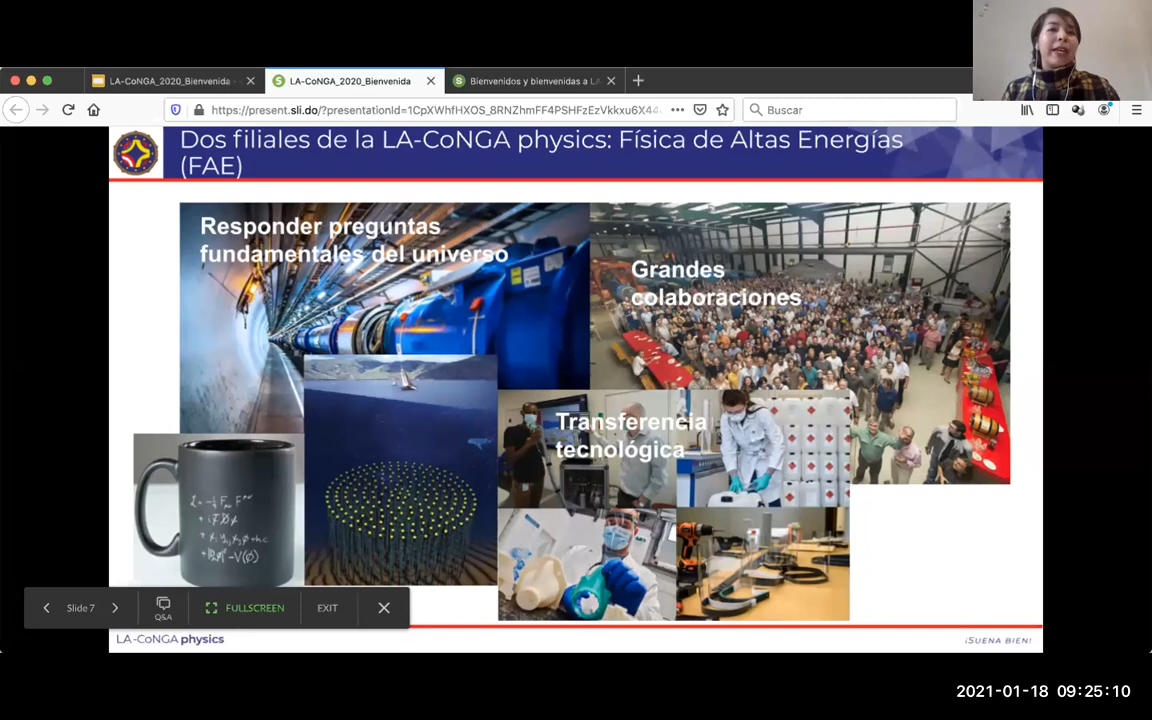 LA-CoNGA_2020_Bienvenida -
LA-CoNGA_2020_Bienvenida
Bienvenidos y bienvenidas a LA
https://present.sli.do/?presentationId=1CpXWhfHXOS_8RNZhmFF4PSHFzEzVkkxu6X44
Buscar
Dos filiales de la LA-CoNGA physics: Física de Altas Energías
(FAE)
Responder preguntas
fundamentales del universo
Grandes
colaboraciones
Transferencia
tecnológica
Slide 7
Q&A
FULLSCREEN
EXIT
LA-CoNGA physics
¡SUENA BIEN!
2021-01-18 09:25:10